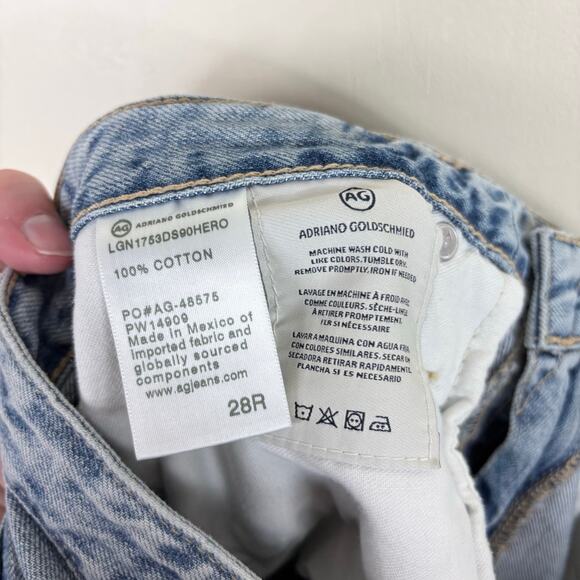 AG ADRIANO GOLDSCHMIED
LGN1753DS90HERO
100% COTTON
PO#AG-48575
PW14909
Made in Mexico of
imported fabric and
globally sourced
components
www.agjeans.com
28R
AG
ADRIANO GOLDSCHMIED
MACHINE WASH COLD WITH
LIKE COLORS. TUMBLE DRY.
REMOVE PROMPTLY. IRON IF NEEDED
LAVAGE EN MACHINE À FROID
COMME COULEURS. SÈCHE-LINGE
À RETIRER PROMPTEMENT.
FER SI NÉCESSAIRE
LAVAR A MAQUINA CON AGUA
CON COLORES SIMILARES. SECAR EN
SECADORA RETIRAR RAPIDAMENTE.
PLANCHA SI ES NECESARIO